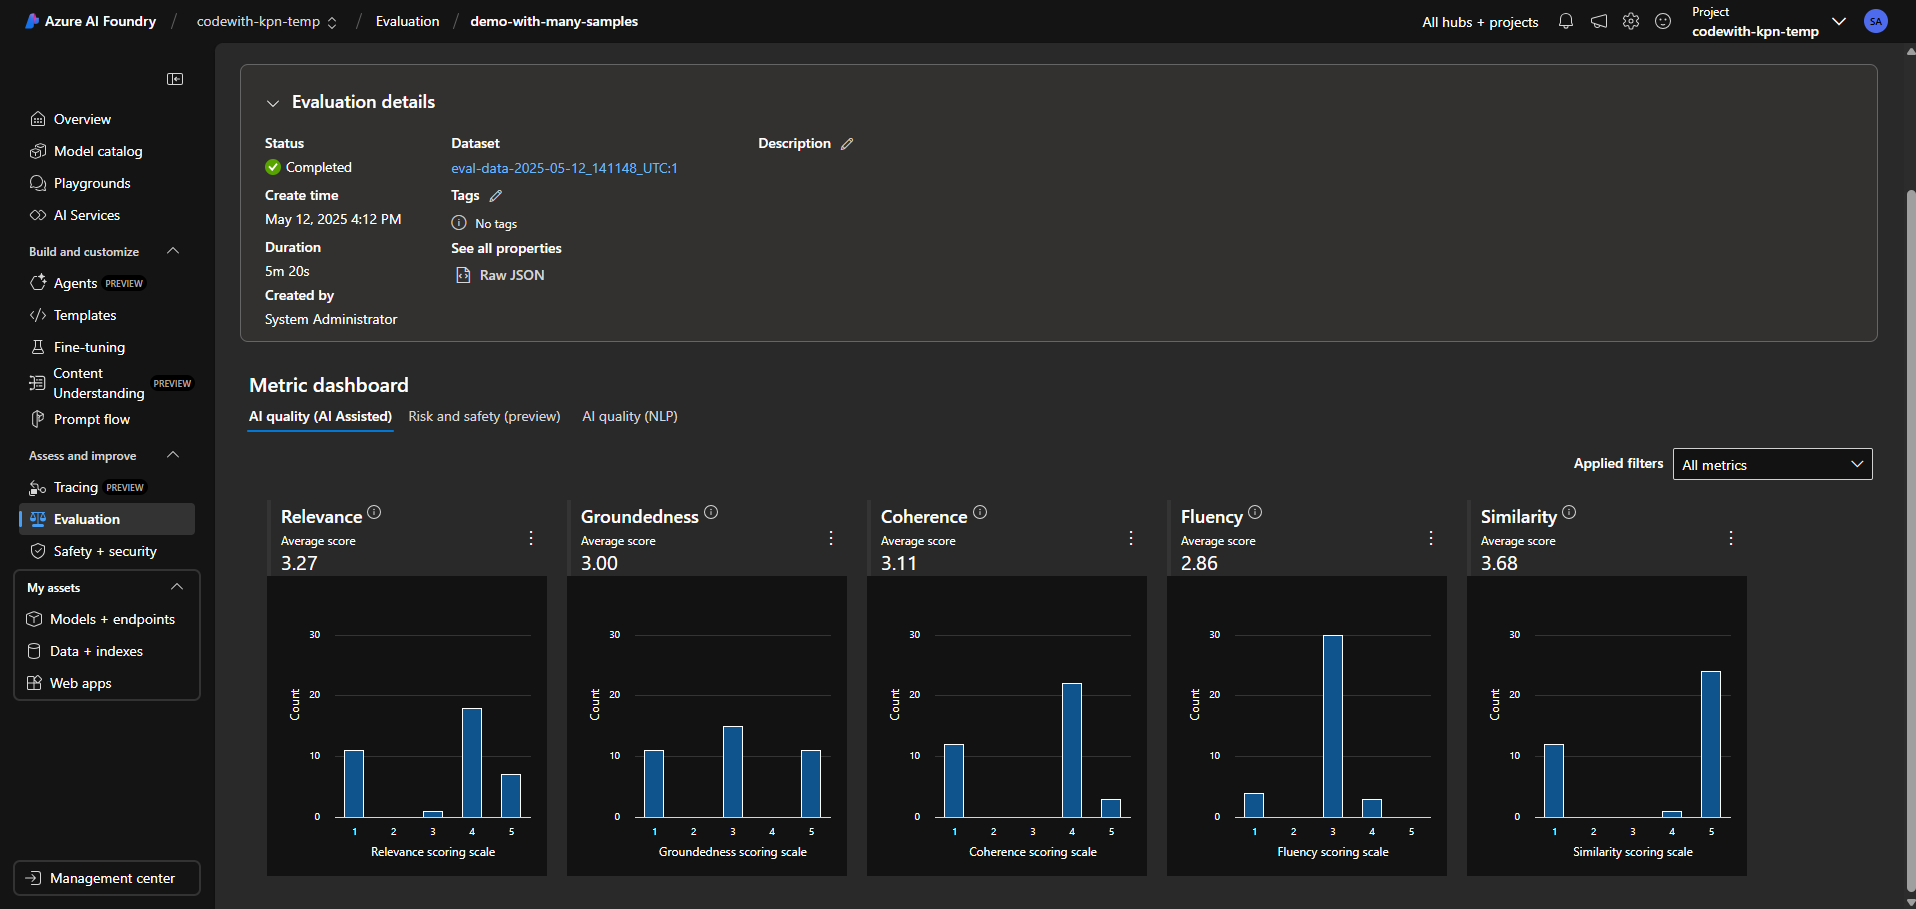 Azure AI Foundry / codewith-kpn-temp / Evaluation / demo-with-many-samples
All hubs + projects
Project
codewith-kpn-temp
SA
Overview
Model catalog
Playgrounds
AI Services
Build and customize
Agents PREVIEW
Templates
Fine-tuning
Content
Understanding PREVIEW
Prompt flow
Assess and improve
Tracing PREVIEW
Evaluation
Safety + security
My assets
Models + endpoints
Data + indexes
Web apps
Management center
Evaluation details
Status
Completed
Create time
May 12, 2025 4:12 PM
Duration
5m 20s
Created by
System Administrator
Dataset
eval-data-2025-05-12_141148_UTC:1
Tags
No tags
See all properties
Raw JSON
Description
Metric dashboard
AI quality (AI Assisted) Risk and safety (preview) AI quality (NLP)
Applied filters All metrics
Relevance
Average score
3.27
30
20
10
0
Count
1 2 3 4 5
Relevance scoring scale
Groundedness
Average score
3.00
30
20
10
0
Count
1 2 3 4 5
Groundedness scoring scale
Coherence
Average score
3.11
30
20
10
0
Count
1 2 3 4 5
Coherence scoring scale
Fluency
Average score
2.86
30
20
10
0
Count
1 2 3 4 5
Fluency scoring scale
Similarity
Average score
3.68
30
20
10
0
Count
1 2 3 4 5
Similarity scoring scale